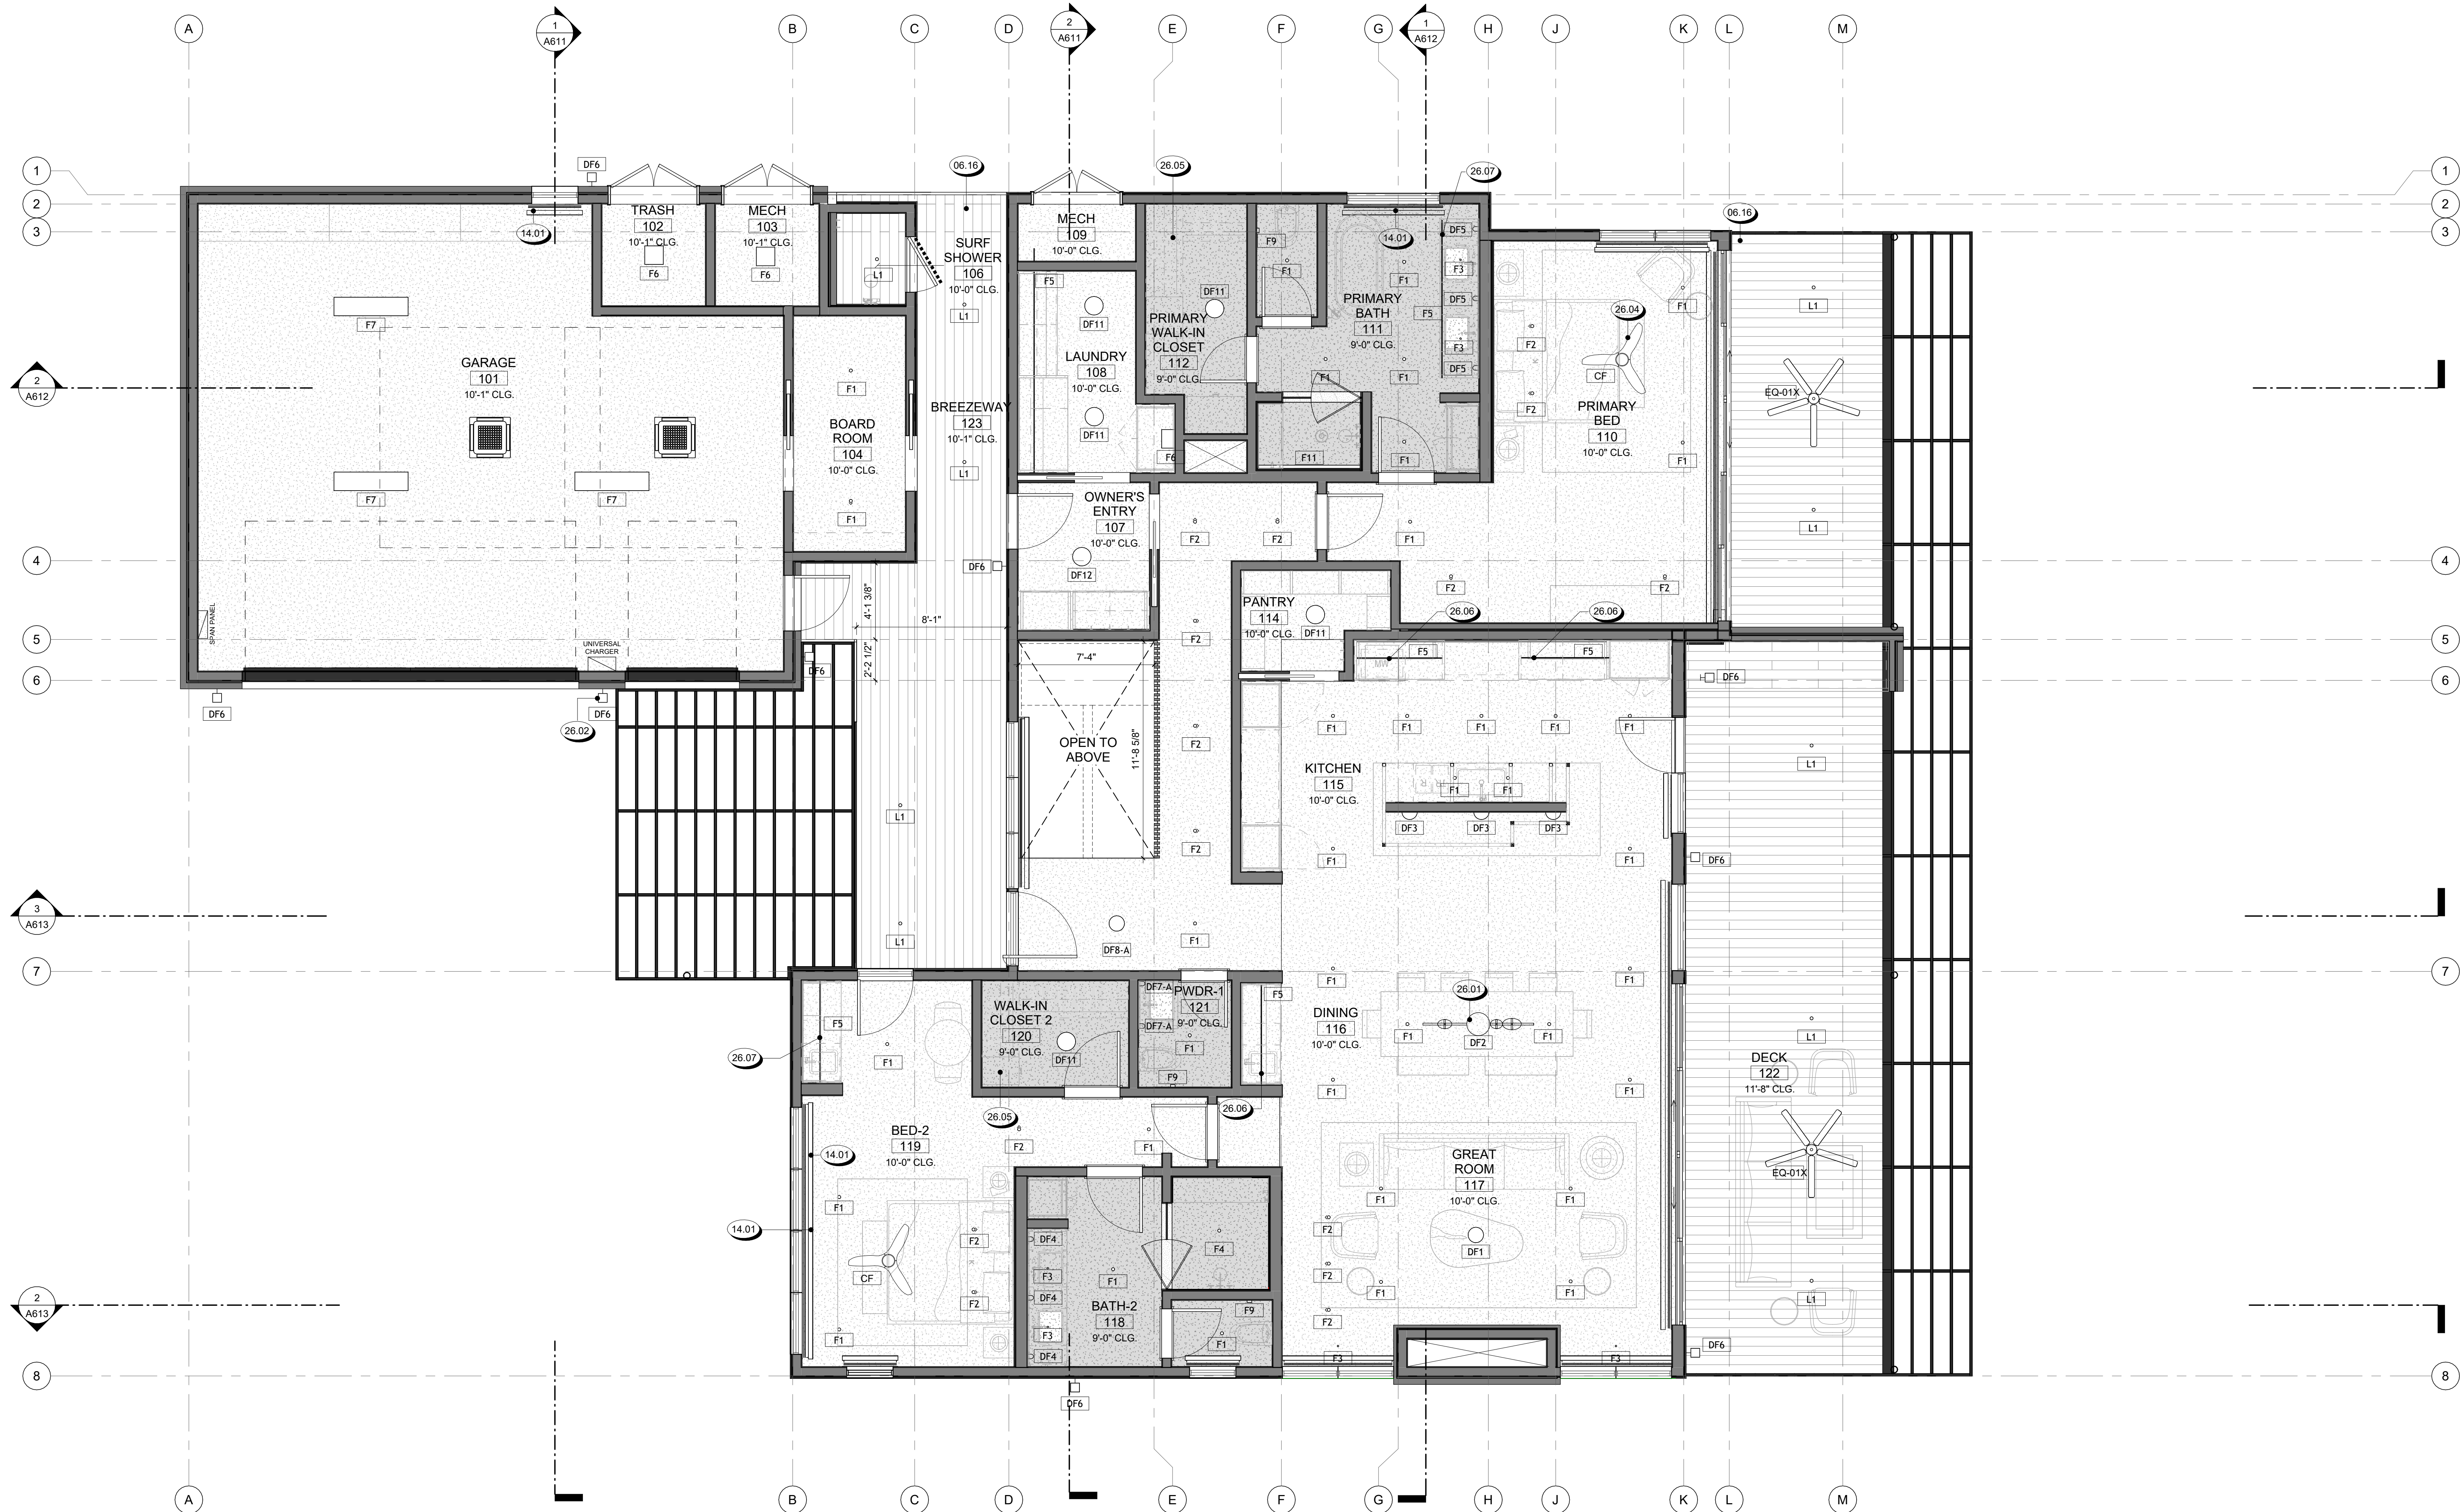 A
B
C
D
E
F
G
H
J
K
L
M
1
A611
2
A611
1
A612
1
2
3
1
2
3
DF6
06.16
26.05
26.07
06.16
14.01
14.01
TRASH
102
10'-1" CLG.
F6
MECH
103
10'-1" CLG.
F6
L1
SURF
SHOWER
106
10'-0" CLG.
L1
MECH
109
10'-0" CLG.
F5
DF11
F9
F1
DF11
PRIMARY
WALK-IN
CLOSET
112
9'-0" CLG.
PRIMARY
BATH
111
9'-0" CLG.
F1
F5
DF5
F3
DF5
F3
DF5
F1
F1
F11
F1
26.04
F1
F2
CF
F2
PRIMARY
BED
110
10'-0" CLG.
F1
L1
EQ-01X
L1
F7
GARAGE
101
10'-1" CLG.
F7
F7
2
A612
F1
BOARD
ROOM
104
10'-0" CLG.
F1
BREEZEWAY
123
10'-1" CLG.
L1
LAUNDRY
108
10'-0" CLG.
DF11
F6
OWNER'S
ENTRY
107
10'-0" CLG.
DF12
DF6
F2
F2
F1
F2
F2
4
4
4'-1 3/8"
8'-1"
2'-2 1/2"
SPAN PANEL
UNIVERSAL
CHARGER
PANTRY
114
10'-0" CLG.
DF11
26.06
26.06
5
5
6
6
F2
7'-4"
MW
F5
F5
DF6
DF6
DF6
DF6
26.02
OPEN TO
ABOVE
11'-8 5/8"
F2
F2
F1
F1
F1
F1
F1
L1
KITCHEN
115
10'-0" CLG.
F1
F1
DF3
DF3
DF3
F1
F1
DF6
L1
L1
3
A613
DF8-A
F1
7
7
F5
26.07
F1
WALK-IN
CLOSET 2
120
9'-0" CLG.
DF11
26.05
DF7-A
PWDR-1
121
9'-0" CLG.
DF7-A
F1
F9
F5
26.06
F1
F1
DINING
116
10'-0" CLG.
26.01
F1
DF2
F1
F1
F1
L1
DECK
122
11'-8" CLG.
EQ-01X
L1
BED-2
119
10'-0" CLG.
F2
F1
14.01
14.01
F1
F2
CF
F2
F1
DF4
F3
DF4
F3
DF4
F1
BATH-2
118
9'-0" CLG.
F4
F9
F1
GREAT
ROOM
117
10'-0" CLG.
F1
F1
F2
DF1
F2
F1
F1
F2
F3
F3
DF6
DF6
2
A613
8
8
A
B
C
D
E
F
G
H
J
K
L
M